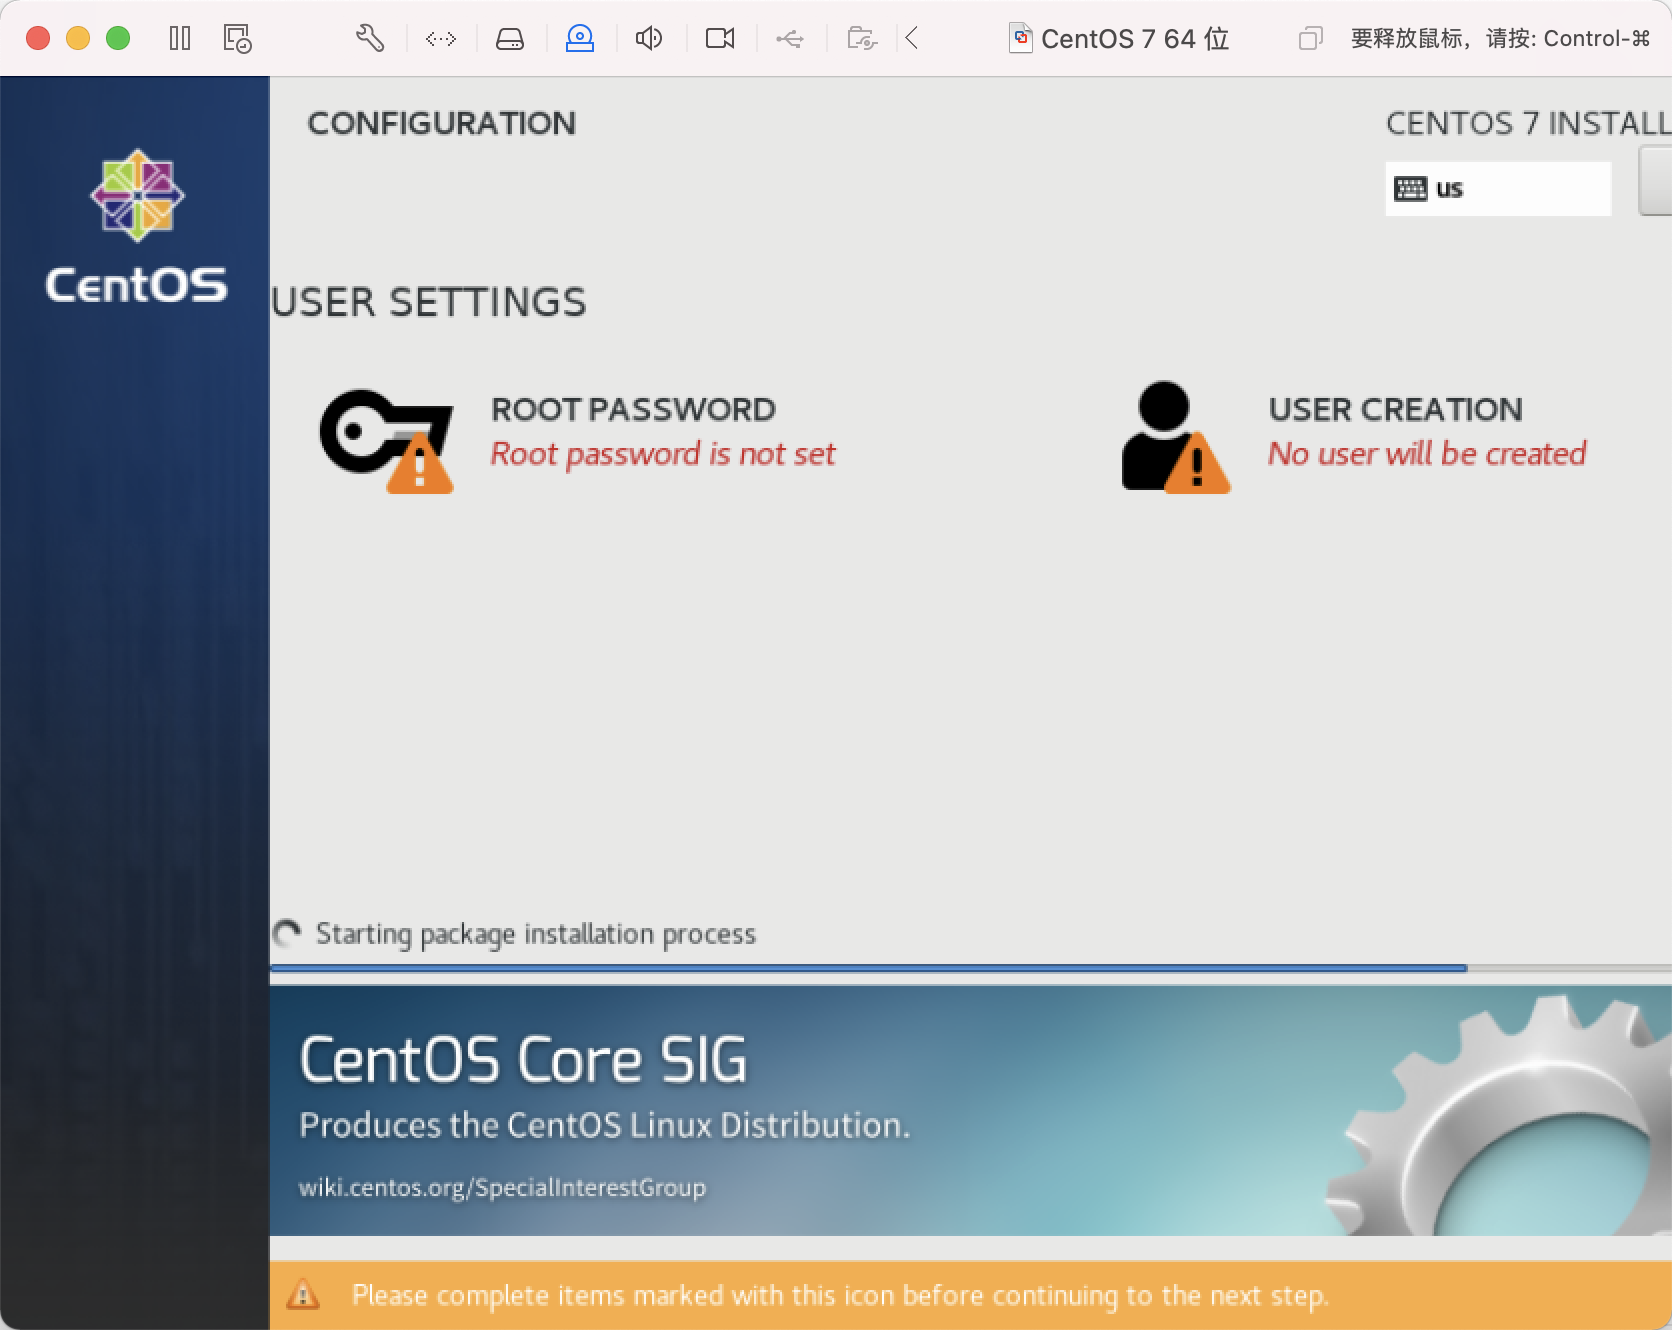 CentOS 7 64 位
要释放鼠标，请按: Control-⌘
CentOS
CONFIGURATION
CENTOS 7 INSTALL
us
USER SETTINGS
ROOT PASSWORD
Root password is not set
USER CREATION
No user will be created
Starting package installation process
CentOS Core SIG
Produces the CentOS Linux Distribution.
wiki.centos.org/SpecialInterestGroup
Please complete items marked with this icon before continuing to the next step.